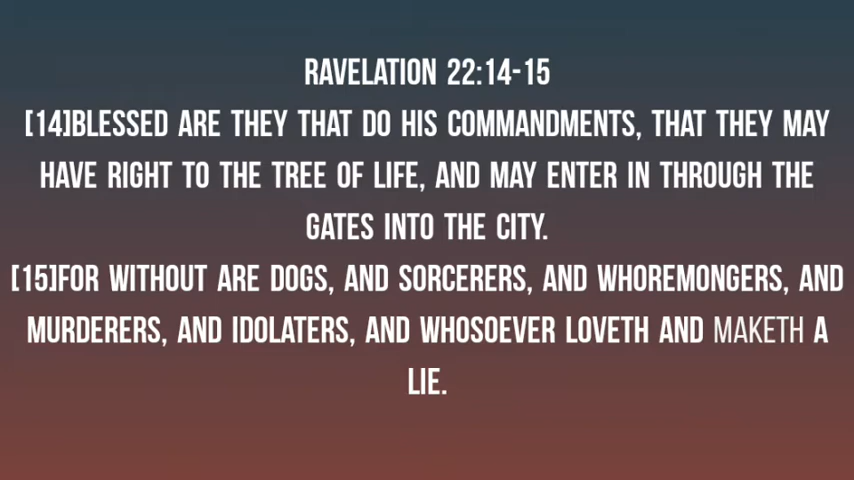 RAVELATION 22:14-15
[14]BLESSED ARE THEY THAT DO HIS COMMANDMENTS, THAT THEY MAY
HAVE RIGHT TO THE TREE OF LIFE, AND MAY ENTER IN THROUGH THE
GATES INTO THE CITY.
[15]FOR WITHOUT ARE DOGS, AND SORCERERS, AND WHOREMONGERS, AND
MURDERERS, AND IDOLATERS, AND WHOSOEVER LOVETH AND MAKETH A
LIE.